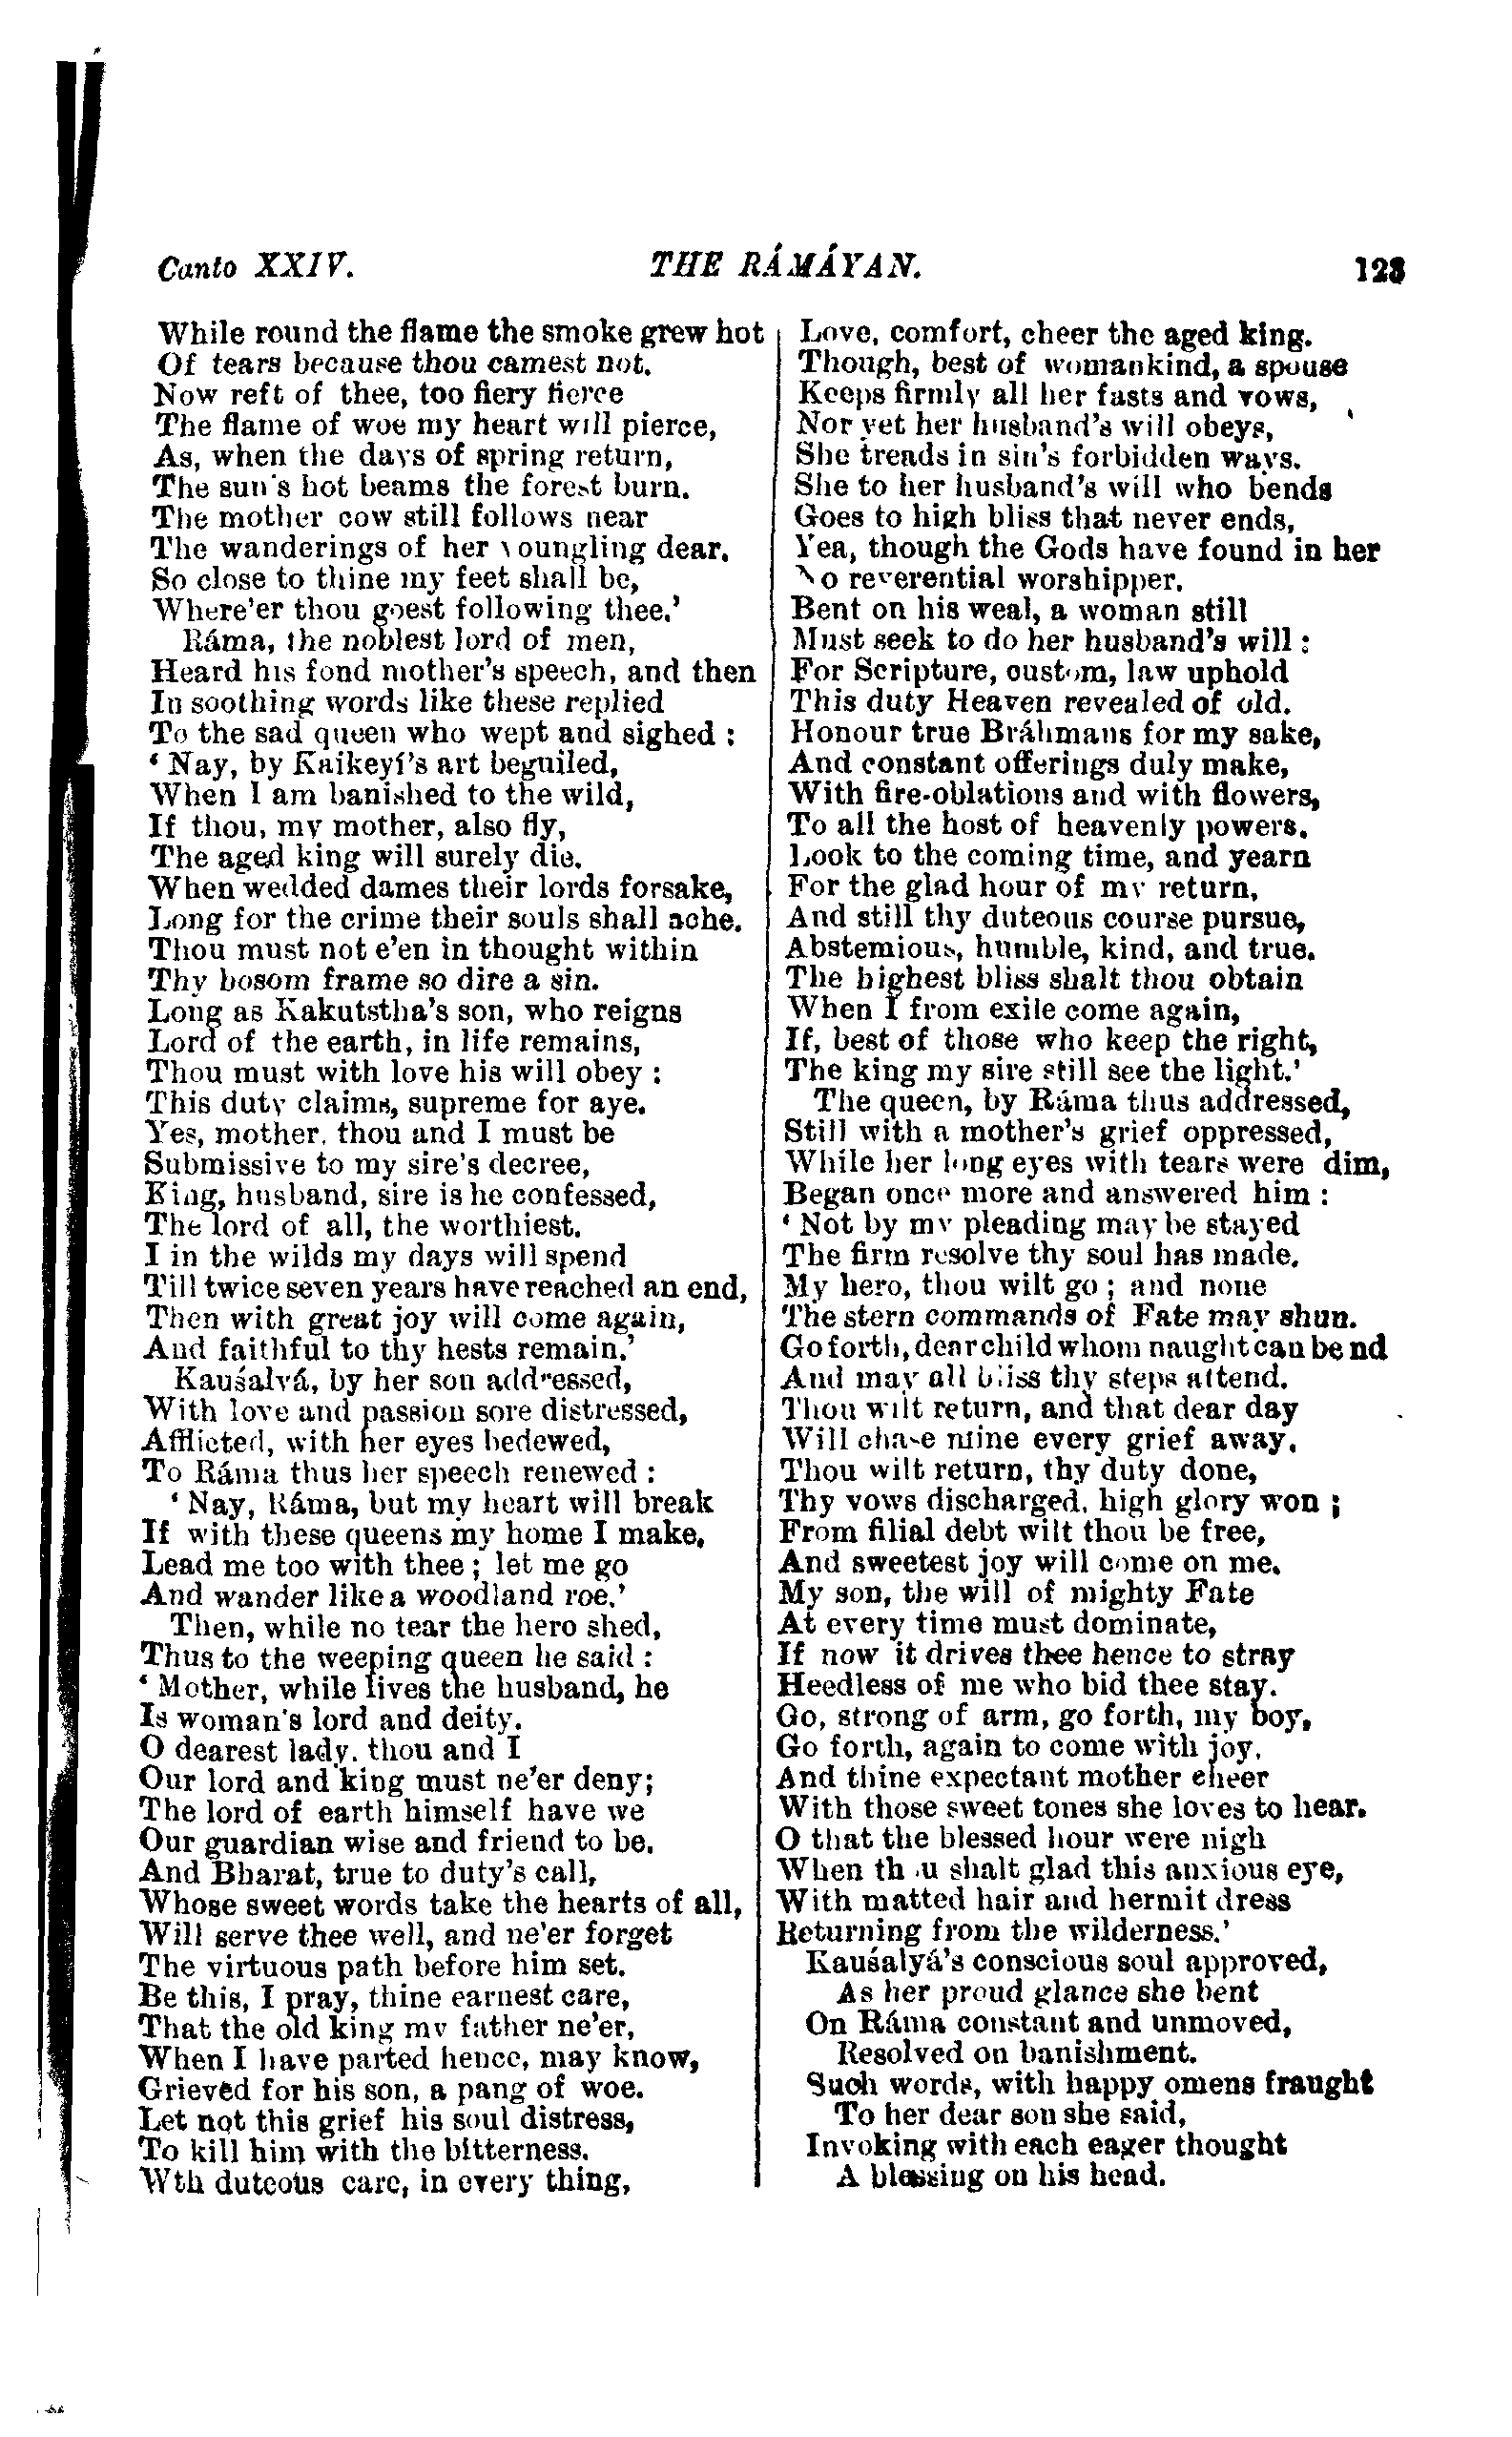 Canto XXIV. THE RÁMÁYAN. 123
While round the flame the smoke grew hot
Of tears because thou camest not.
Now reft of thee, too fiery fierce
The flame of woe my heart will pierce,
As, when the days of spring return,
The sun's hot beams the forest burn.
The mother cow still follows near
The wanderings of her youngling dear.
So close to thine my feet shall be,
Where'er thou goest following thee.'
Ráma, the noblest lord of men,
Heard his fond mother's speech, and then
In soothing words like these replied
To the sad queen who wept and sighed :
‘ Nay, by Kaikeyí's art beguiled,
When I am banished to the wild,
If thou, my mother, also fly,
The aged king will surely die.
When wedded dames their lords forsake,
Long for the crime their souls shall ache.
Thou must not e'en in thought within
Thy bosom frame so dire a sin.
Long as Kakutstha's son, who reigns
Lord of the earth, in life remains,
Thou must with love his will obey :
This duty claims, supreme for aye.
Yes, mother, thou and I must be
Submissive to my sire's decree,
King, husband, sire is he confessed,
The lord of all, the worthiest.
I in the wilds my days will spend
Till twice seven years have reached an end,
Then with great joy will come again,
And faithful to thy hests remain.'
Kauśalyá, by her son addressed,
With love and passion sore distressed,
Afflicted, with her eyes bedewed,
To Ráma thus her speech renewed :
‘ Nay, Ráma, but my heart will break
If with these queens my home I make.
Lead me too with thee ; let me go
And wander like a woodland roe.'
Then, while no tear the hero shed,
Thus to the weeping queen he said :
‘ Mother, while lives the husband, he
Is woman's lord and deity.
O dearest lady, thou and I
Our lord and king must ne'er deny;
The lord of earth himself have we
Our guardian wise and friend to be.
And Bharat, true to duty's call,
Whose sweet words take the hearts of all,
Will serve thee well, and ne'er forget
The virtuous path before him set.
Be this, I pray, thine earnest care,
That the old king my father ne'er,
When I have parted hence, may know,
Grieved for his son, a pang of woe.
Let not this grief his soul distress,
To kill him with the bitterness.
Wth duteous care, in every thing,
Love, comfort, cheer the aged king.
Though, best of womankind, a spouse
Keeps firmly all her fasts and vows,
Nor yet her husband's will obeys,
She treads in sin's forbidden ways.
She to her husband's will who bends
Goes to high bliss that never ends,
Yea, though the Gods have found in her
No reverential worshipper.
Bent on his weal, a woman still
Must seek to do her husband's will :
For Scripture, custom, law uphold
This duty Heaven revealed of old.
Honour true Bráhmans for my sake,
And constant offerings duly make,
With fire-oblations and with flowers,
To all the host of heavenly powers.
Look to the coming time, and yearn
For the glad hour of my return,
And still thy duteous course pursue,
Abstemious, humble, kind, and true.
The highest bliss shalt thou obtain
When I from exile come again,
If, best of those who keep the right,
The king my sire still see the light.'
The queen, by Ráma thus addressed,
Still with a mother's grief oppressed,
While her long eyes with tears were dim,
Began once more and answered him :
‘ Not by my pleading may be stayed
The firm resolve thy soul has made.
My hero, thou wilt go ; and none
The stern commands of Fate may shun.
Go forth, dear child whom naught can bend
And may all bliss thy steps attend.
Thou wilt return, and that dear day
Will chase mine every grief away.
Thou wilt return, thy duty done,
Thy vows discharged, high glory won ;
From filial debt wilt thou be free,
And sweetest joy will come on me.
My son, the will of mighty Fate
At every time must dominate,
If now it drives thee hence to stray
Heedless of me who bid thee stay.
Go, strong of arm, go forth, my boy,
Go forth, again to come with joy,
And thine expectant mother cheer
With those sweet tones she loves to hear.
O that the blessed hour were nigh
When thou shalt glad this anxious eye,
With matted hair and hermit dress
Returning from the wilderness.'
Kauśalyá's conscious soul approved,
As her proud glance she bent
On Ráma constant and unmoved,
Resolved on banishment.
Such words, with happy omens fraught
To her dear son she said,
Invoking with each eager thought
A blessing on his head.